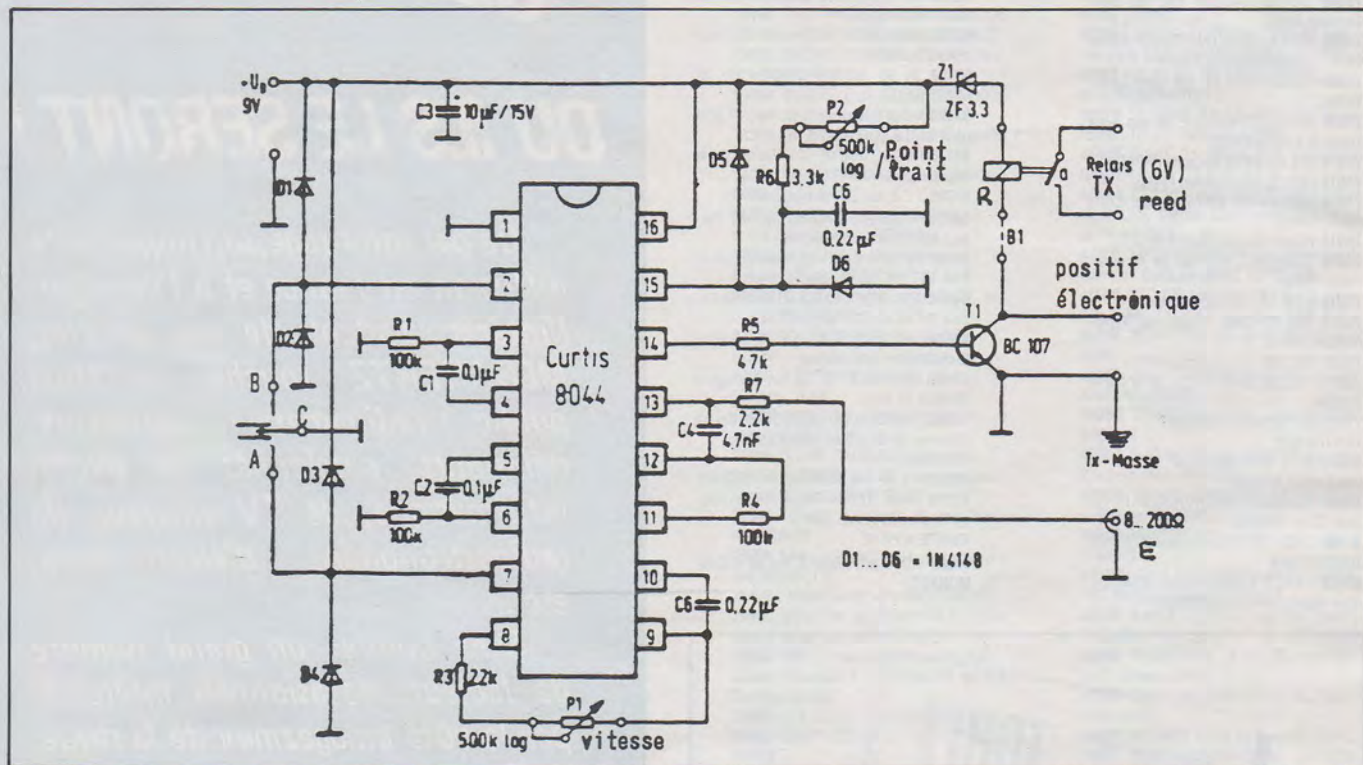 +U_B
9V
C3
10µF/15V
Z1
ZF 3.3
P2
500k
log
Point
/trait
D5
R6
3,3k
C6
0,22µF
D6
R
a
Relais
TX
(6V)
reed
B1
positif
électrónique
D1
D2
B
C
A
D3
D4
1
2
3
4
5
6
7
8
Curtis
8044
16
15
14
13
12
11
10
9
R1
100k
C1
0,1µF
C2
0,1µF
R2
100k
R5
4.7k
T1
BC 107
R7
2.2k
C4
4.7nF
R4
100k
Tx-Masse
8...200Ω
E
D1...D6 = 1N4148
C6
0,22µF
R3
22k
P1
500k log
vitesse